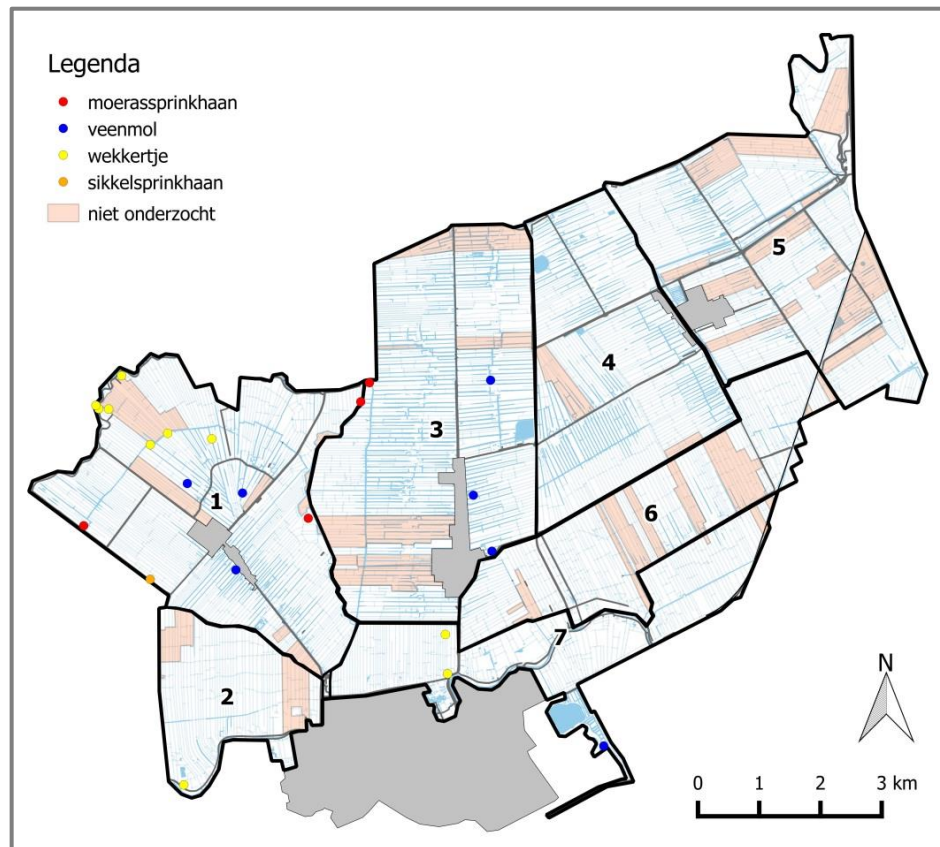 Legenda
moerassprinkhaan
veenmol
wekkertje
sikkelsprinkhaan
niet onderzocht
5
4
3
1
6
7
2
N
0 1 2 3 km